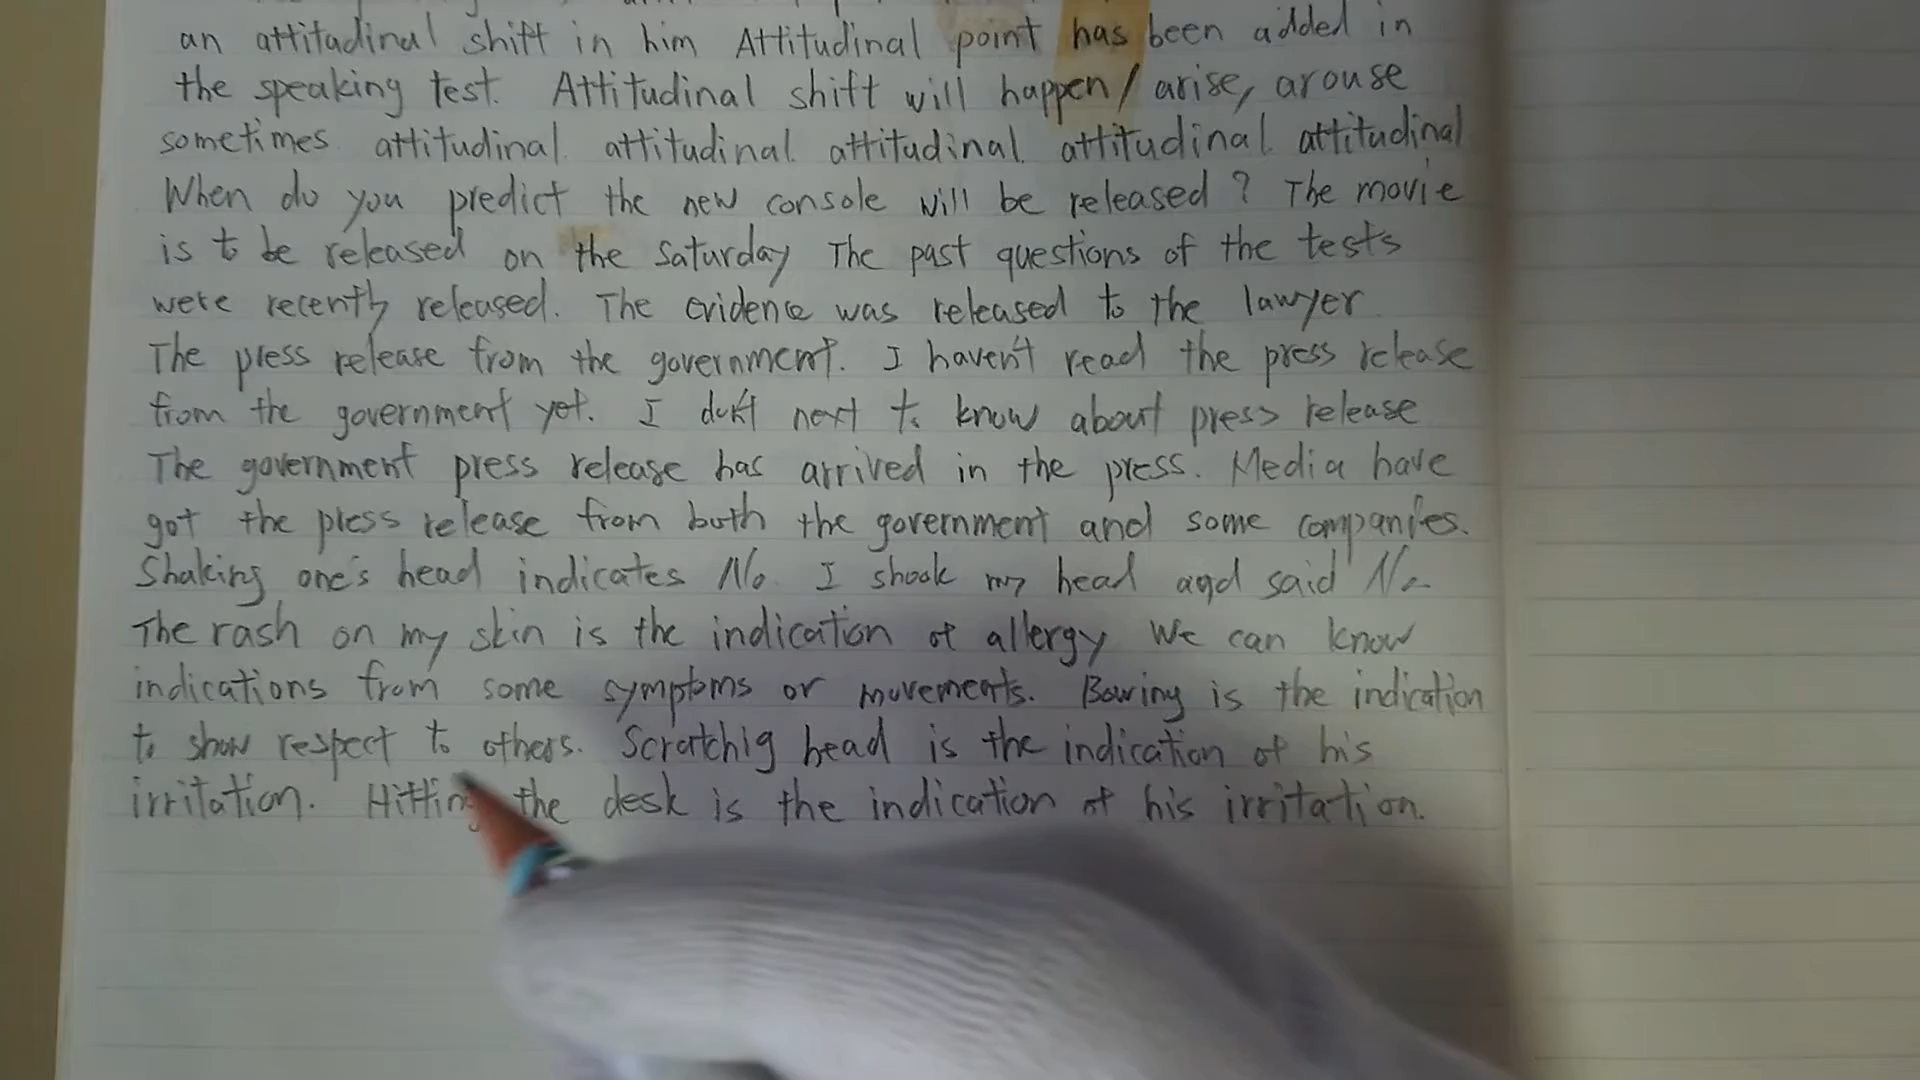 an attitadinal shift in him Attitudinal point has been added in
the speaking test. Attitudinal shift will happen / arise, arouse
sometimes attitudinal. attitudinal. attitudinal. attitudinal. attitudinal
When do you predict the new console will be released? The movie
is to be released on the Saturday The past questions of the tests
were recently released. The evidence was released to the lawyer
The press release from the government. I haven't read the press release
from the government yet. I don't next to know about press release
The government press release has arrived in the press. Media have
got the press release from both the government and some companies.
Shaking one's head indicates No. I shook my head agd said No
The rash on my skin is the indication of allergy We can know
indications from some symptoms or movements. Bowing is the indication
to show respect to others. Scratchig head is the indication of his
irritation. Hitting the desk is the indication of his irritation.